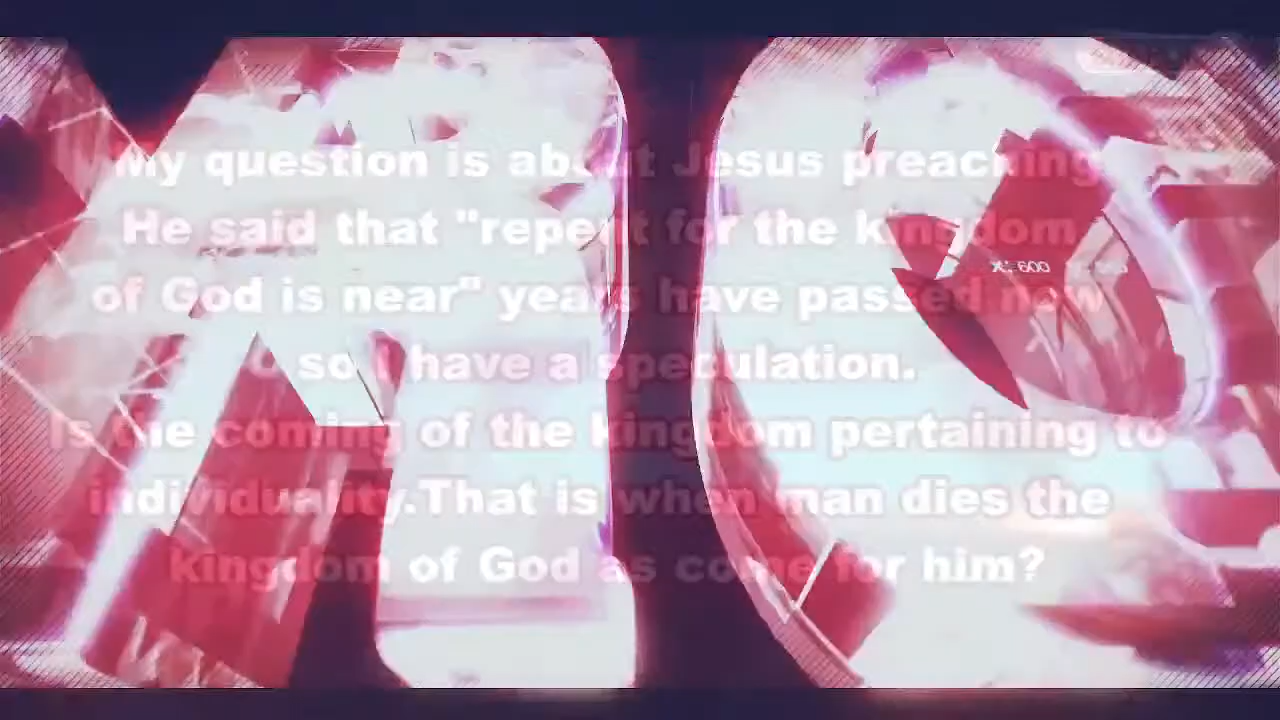 My question is about Jesus preaching
He said that "repent for the kingdom
of God is near" years have passed now
so I have a speculation.
Is the coming of the kingdom pertaining to
individuality.That is when man dies the
kingdom of God as come for him?
X: 600